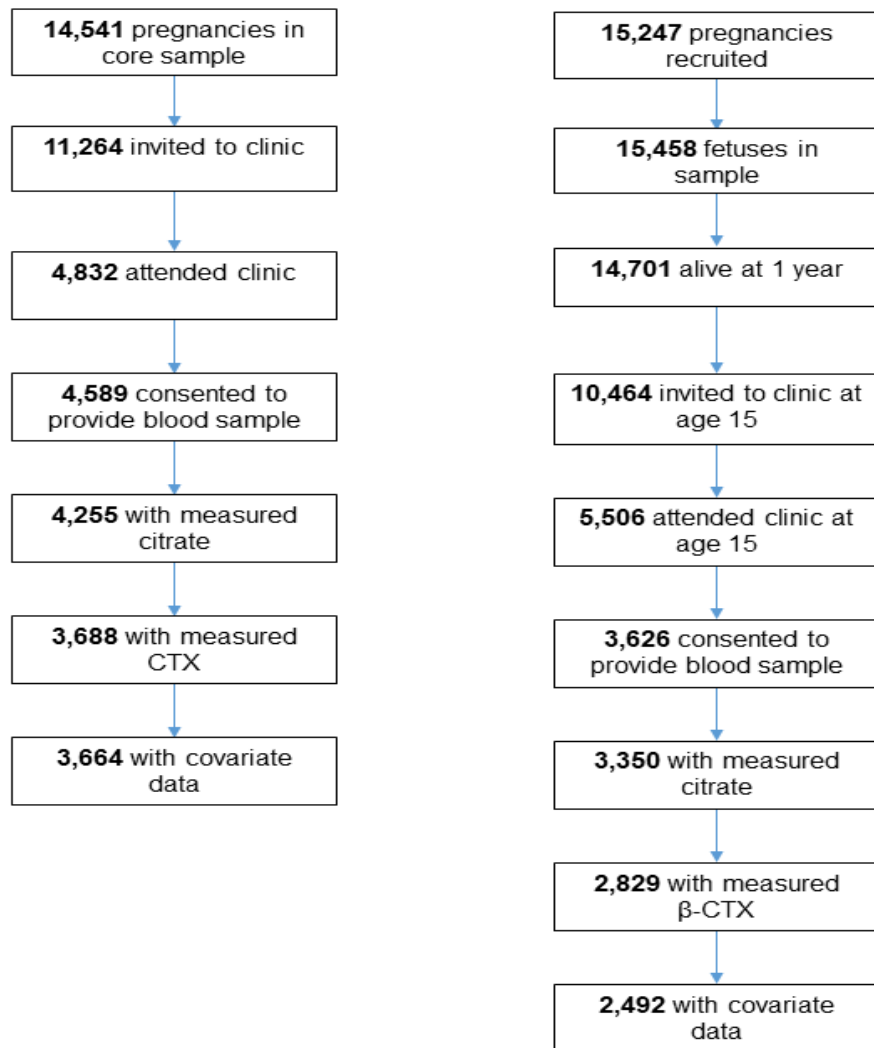 14,541 pregnancies in
core sample
11,264 invited to clinic
4,832 attended clinic
4,589 consented to
provide blood sample
4,255 with measured
citrate
3,688 with measured
CTX
3,664 with covariate
data
15,247 pregnancies
recruited
15,458 fetuses in
sample
14,701 alive at 1 year
10,464 invited to clinic at
age 15
5,506 attended clinic at
age 15
3,626 consented to
provide blood sample
3,350 with measured
citrate
2,829 with measured
β-CTX
2,492 with covariate
data